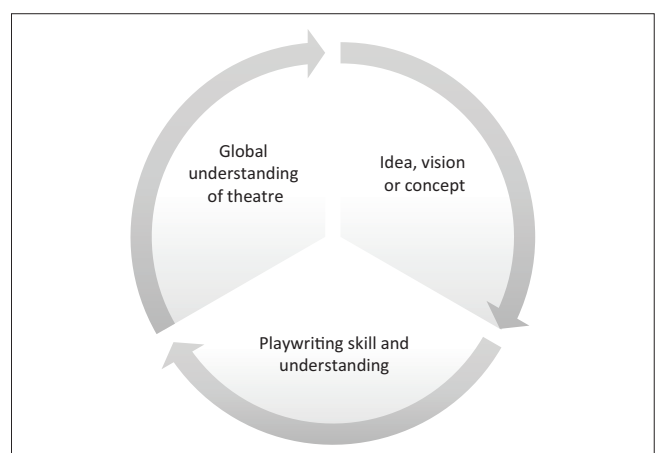 Global
understanding
of theatre
Idea, vision
or concept
Playwriting skill and
understanding